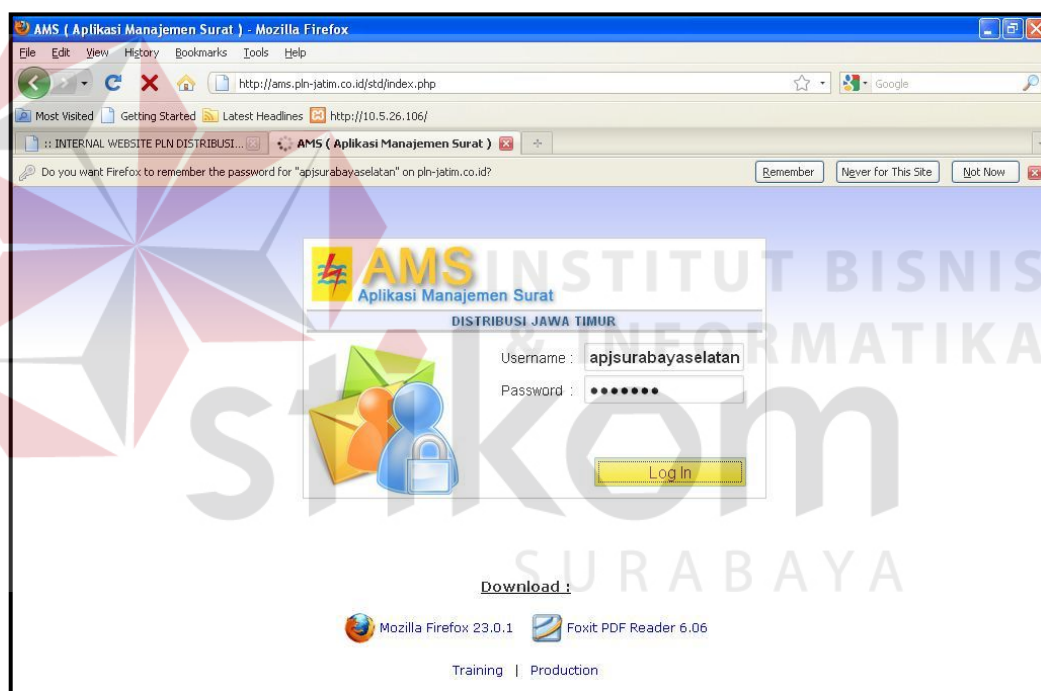 AMS ( Aplikasi Manajemen Surat ) - Mozilla Firefox
File Edit View History Bookmarks Tools Help
http://ams.pln-jatim.co.id/std/index.php
Google
Most Visited Getting Started Latest Headlines http://10.5.26.106/
:: INTERNAL WEBSITE PLN DISTRIBUSI... AMS ( Aplikasi Manajemen Surat )
Do you want Firefox to remember the password for "apjsurabayaselatan" on pln-jatim.co.id? Remember Never for This Site Not Now
AMS
Aplikasi Manajemen Surat
DISTRIBUSI JAWA TIMUR
Username : apjsurabayaselatan
Password : •••••••
Log In
INSTITUT BISNIS
& INFORMATIKA
stikom
SURABAYA
Download :
Mozilla Firefox 23.0.1 Foxit PDF Reader 6.06
Training | Production